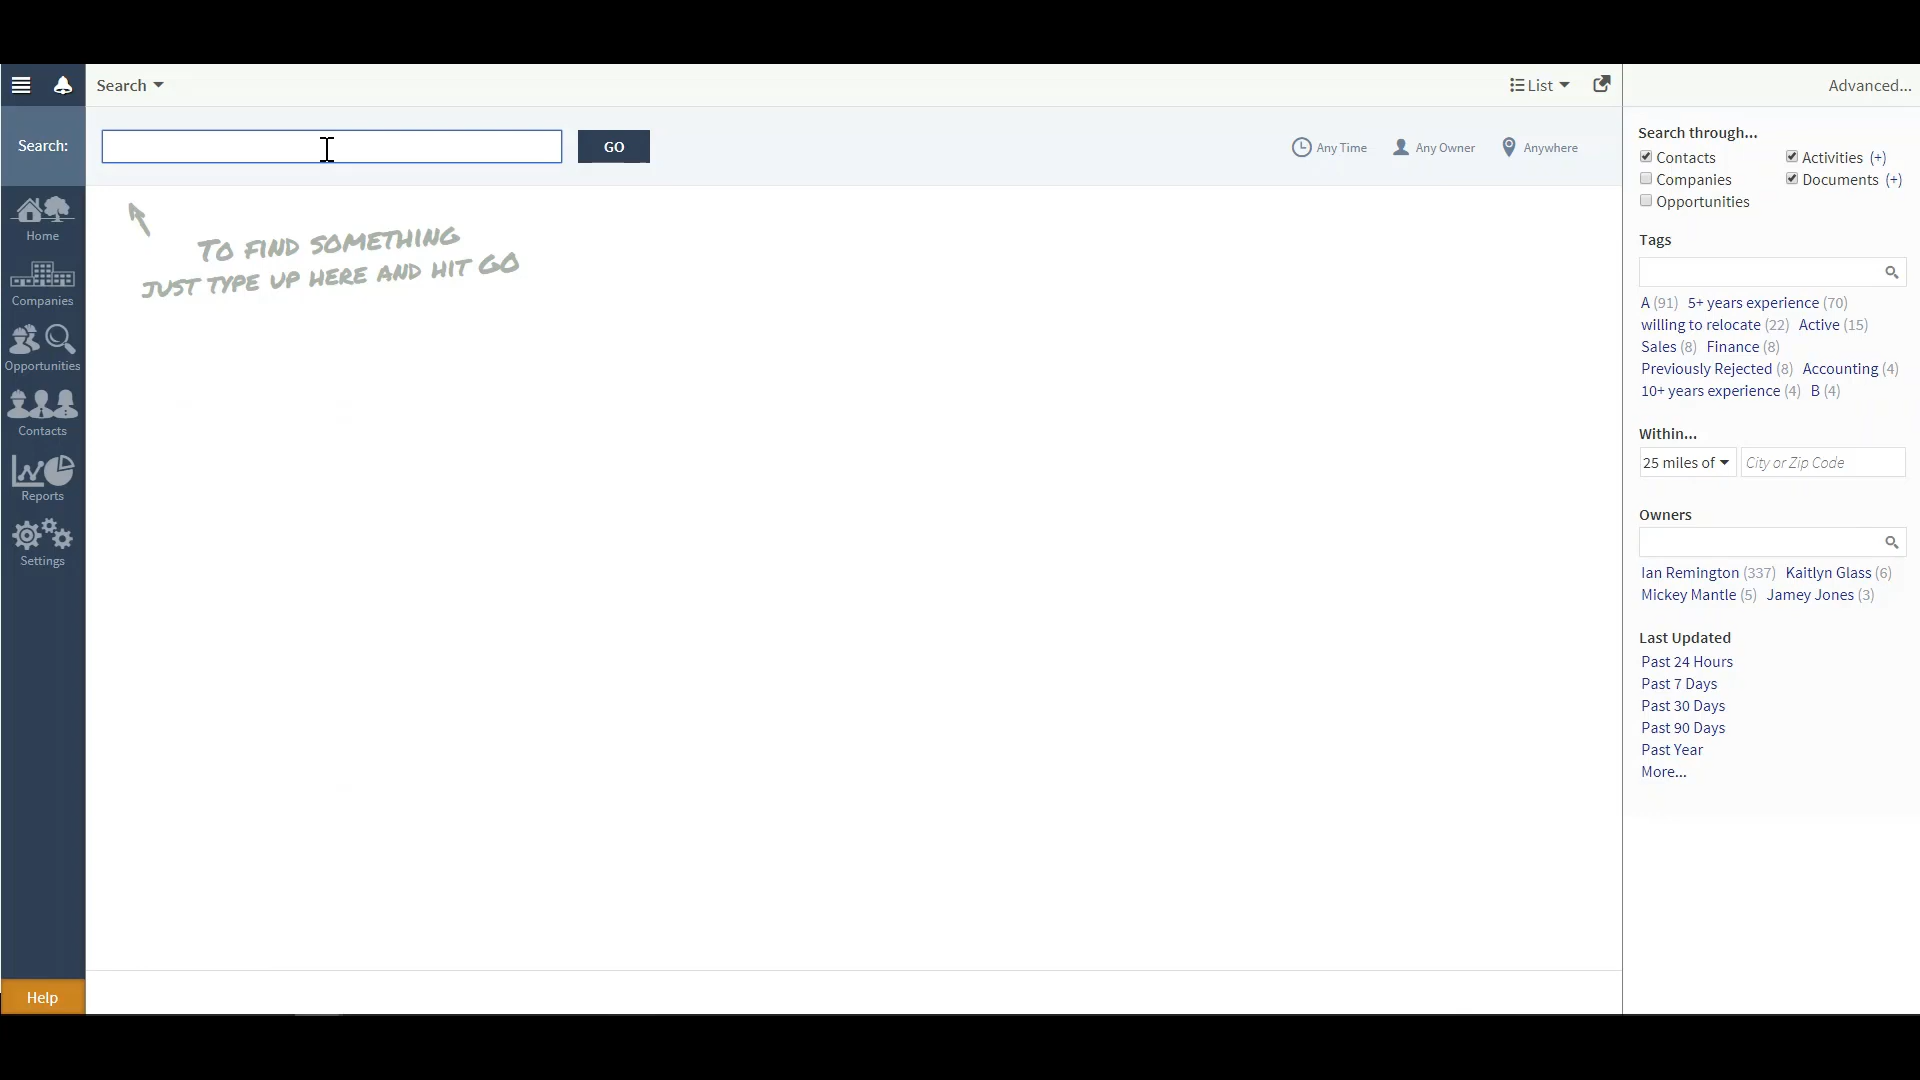 Search
List
Advanced...
Search:
GO
Any Time
Any Owner
Anywhere
TO FIND SOMETHING
JUST TYPE UP HERE AND HIT GO
Home
Companies
Opportunities
Contacts
Reports
Settings
Help
Search through...
Contacts
Activities (+)
Companies
Documents (+)
Opportunities
Tags
A (91) 5+ years experience (70)
willing to relocate (22) Active (15)
Sales (8) Finance (8)
Previously Rejected (8) Accounting (4)
10+ years experience (4) B (4)
Within...
25 miles of
City or Zip Code
Owners
Ian Remington (337) Kaitlyn Glass (6)
Mickey Mantle (5) Jamey Jones (3)
Last Updated
Past 24 Hours
Past 7 Days
Past 30 Days
Past 90 Days
Past Year
More...